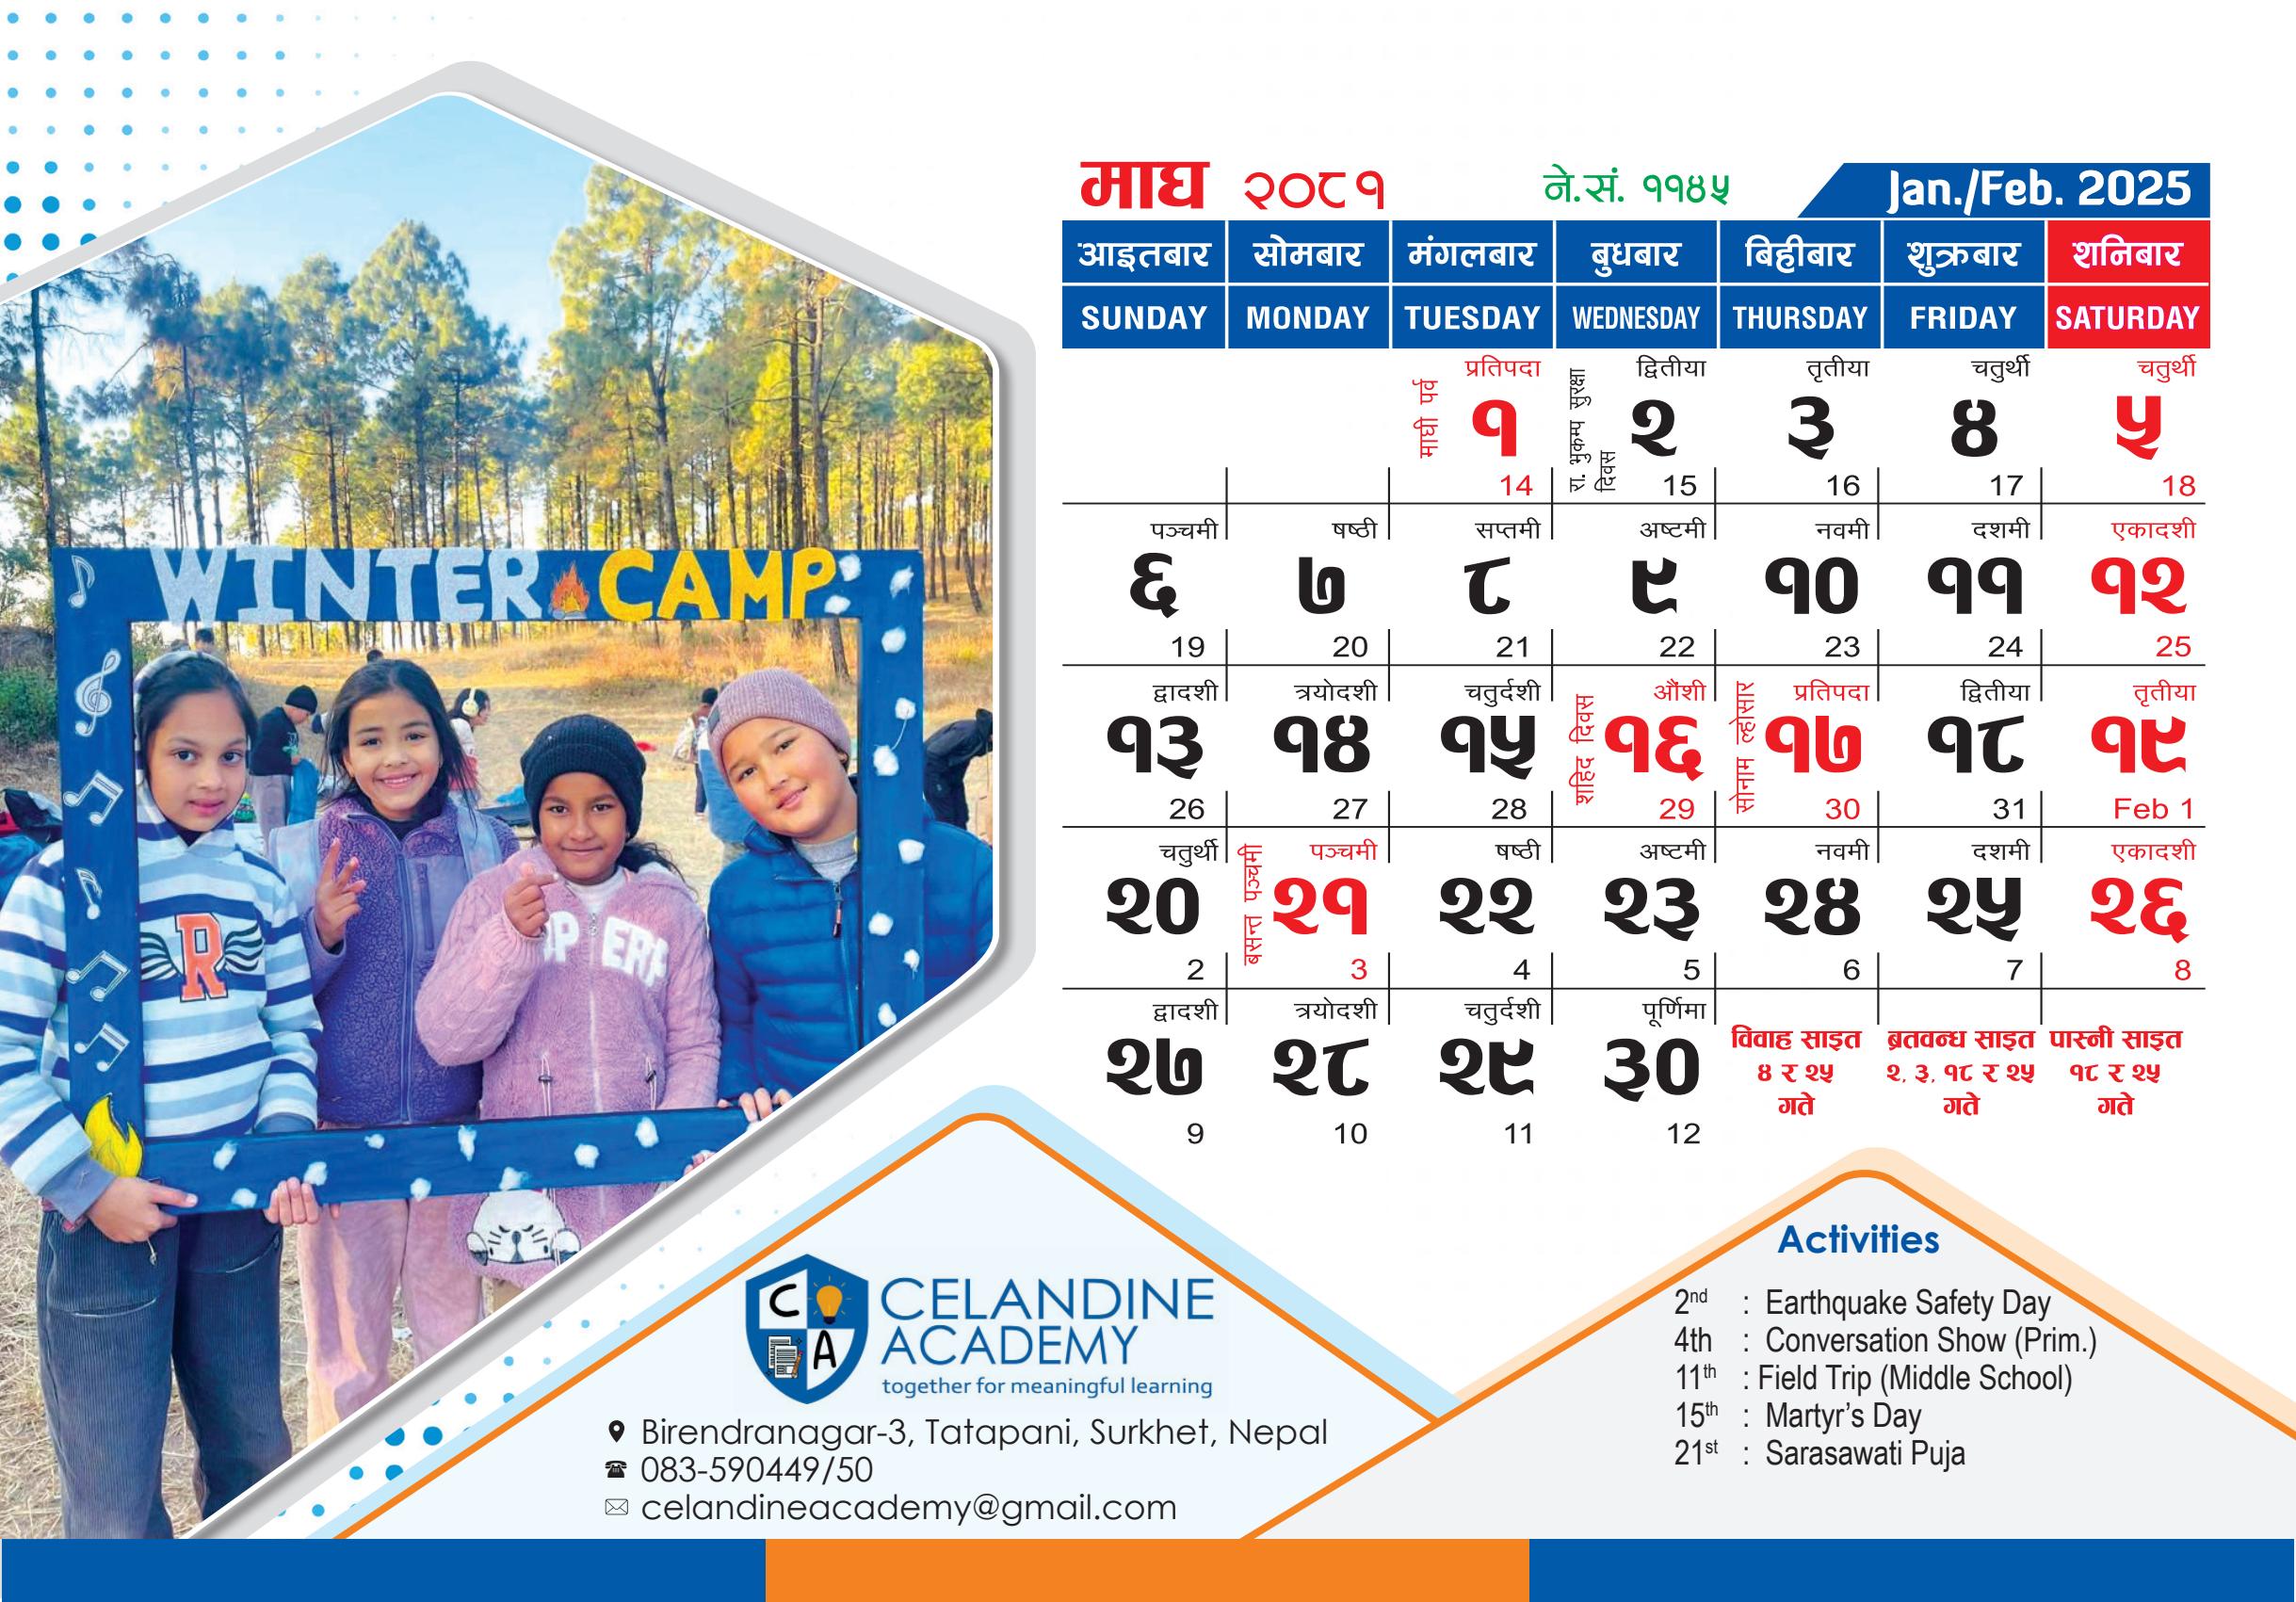 WINTER CAMP
R
माघ २०८१ ने.सं. ११४५ Jan./Feb. 2025
आइतबार सोमबार मंगलबार बुधबार बिहीबार शुक्रबार शनिबार
SUNDAY MONDAY TUESDAY WEDNESDAY THURSDAY FRIDAY SATURDAY
प्रतिपदा द्वितीया तृतीया चतुर्थी चतुर्थी
माघी पर्व १ रा. भुकम्प सुरक्षा दिवस २ ३ ४ ५
14 15 16 17 18
पञ्चमी षष्ठी सप्तमी अष्टमी नवमी दशमी एकादशी
६ ७ ८ ९ १० ११ १२
19 20 21 22 23 24 25
द्वादशी त्रयोदशी चतुर्दशी औंशी प्रतिपदा द्वितीया तृतीया
१३ १४ १५ शहिद दिवस १६ सोनाम ल्होसार १७ १८ १९
26 27 28 29 30 31 Feb 1
चतुर्थी पञ्चमी षष्ठी अष्टमी नवमी दशमी एकादशी
२० बसन्त पञ्चमी २१ २२ २३ २४ २५ २६
2 3 4 5 6 7 8
द्वादशी त्रयोदशी चतुर्दशी पूर्णिमा
२७ २८ २९ ३०
9 10 11 12
विवाह साइत
४ र २५
गते
ब्रतवन्ध साइत
२, ३, १८ र २५
गते
पास्नी साइत
१८ र २५
गते
C
A
CELANDINE
ACADEMY
together for meaningful learning
Birendranagar-3, Tatapani, Surkhet, Nepal
083-590449/50
celandineacademy@gmail.com
Activities
2nd : Earthquake Safety Day
4th : Conversation Show (Prim.)
11th : Field Trip (Middle School)
15th : Martyr's Day
21st : Sarasawati Puja